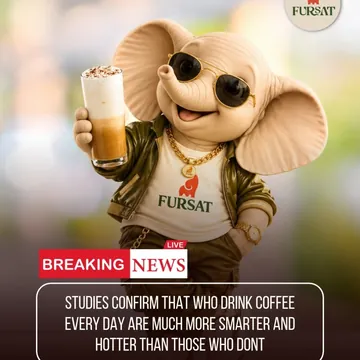 FURSAT
FURSAT
LIVE
BREAKING NEWS
STUDIES CONFIRM THAT WHO DRINK COFFEE
EVERY DAY ARE MUCH MORE SMARTER AND
HOTTER THAN THOSE WHO DONT